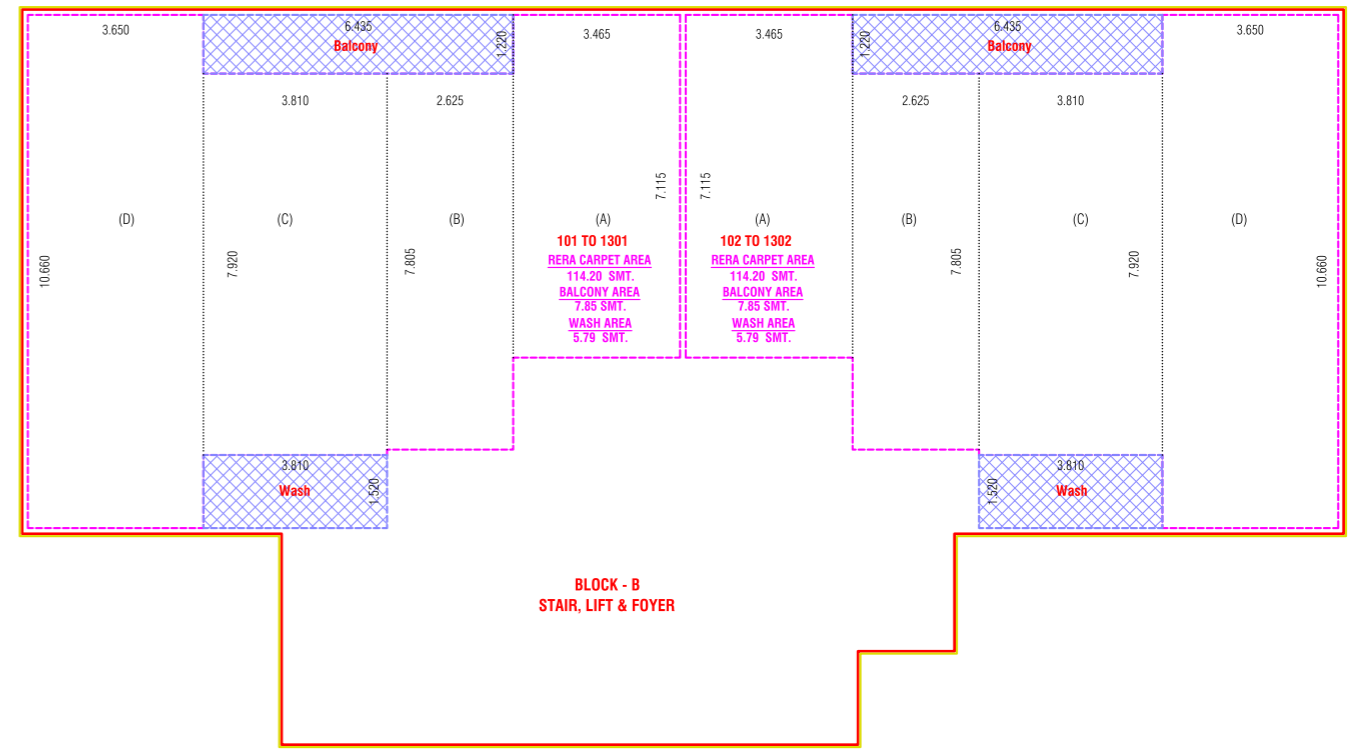 3.650
6.435
Balcony
1.220
3.465
3.465
1.220
6.435
Balcony
3.650
3.810
2.625
2.625
3.810
7.115
7.115
(D)
(C)
(B)
(A)
(A)
(B)
(C)
(D)
101 TO 1301
RERA CARPET AREA
114.20 SMT.
BALCONY AREA
7.85 SMT.
WASH AREA
5.79 SMT.
102 TO 1302
RERA CARPET AREA
114.20 SMT.
BALCONY AREA
7.85 SMT.
WASH AREA
5.79 SMT.
10.660
7.920
7.805
7.805
7.920
10.660
3.810
Wash
1.520
3.810
Wash
1.520
BLOCK - B
STAIR, LIFT & FOYER